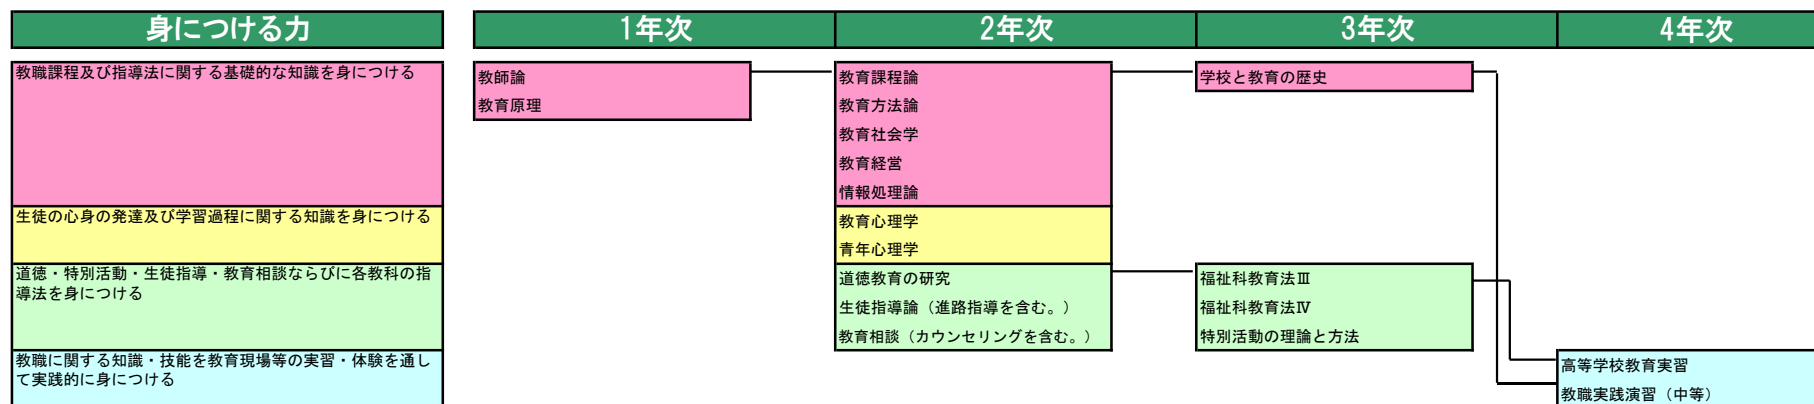 身につける力
1年次
2年次
3年次
4年次
教職課程及び指導法に関する基礎的な知識を身につける
教師論
教育原理
教育課程論
教育方法論
教育社会学
教育経営
情報処理論
学校と教育の歴史
生徒の心身の発達及び学習過程に関する知識を身につける
教育心理学
青年心理学
道徳・特別活動・生徒指導・教育相談ならびに各教科の指
導法を身につける
道徳教育の研究
生徒指導論（進路指導を含む。）
教育相談（カウンセリングを含む。）
福祉科教育法Ⅲ
福祉科教育法Ⅳ
特別活動の理論と方法
教職に関する知識・技能を教育現場等の実習・体験を通し
て実践的に身につける
高等学校教育実習
教職実践演習（中等）